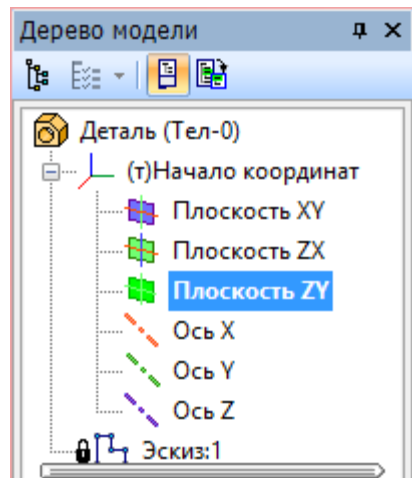 Дерево модели
Деталь (Тел-0)
(т)Начало координат
Плоскость XY
Плоскость ZX
Плоскость ZY
Ось X
Ось Y
Ось Z
Эскиз:1